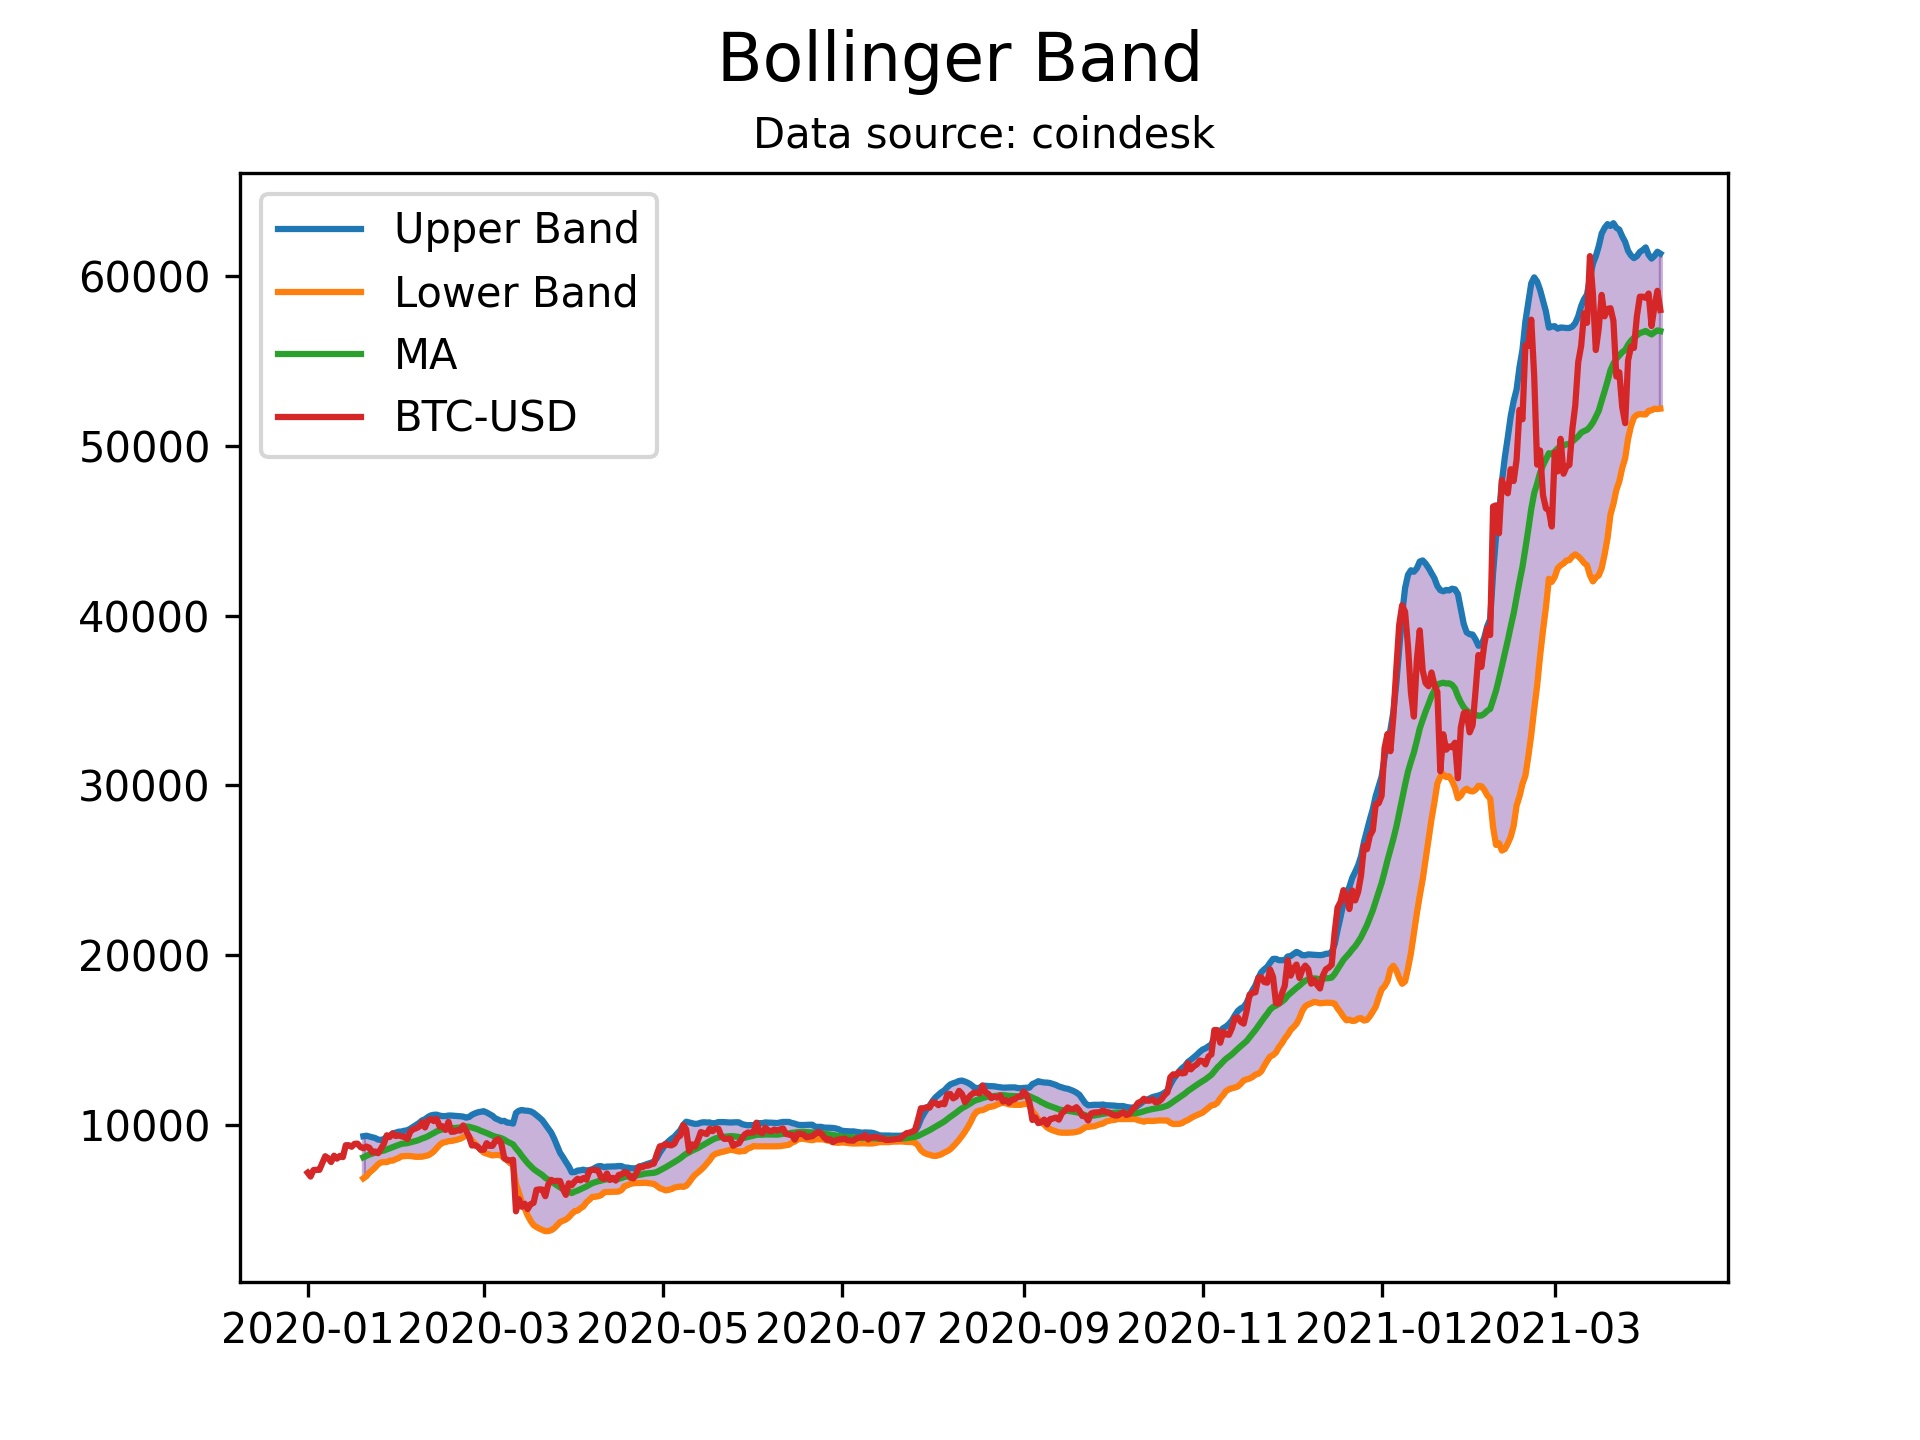 Bollinger Band
Data source: coindesk
Upper Band
Lower Band
MA
BTC-USD
60000
50000
40000
30000
20000
10000
2020-01 2020-03 2020-05 2020-07 2020-09 2020-11 2021-01 2021-03